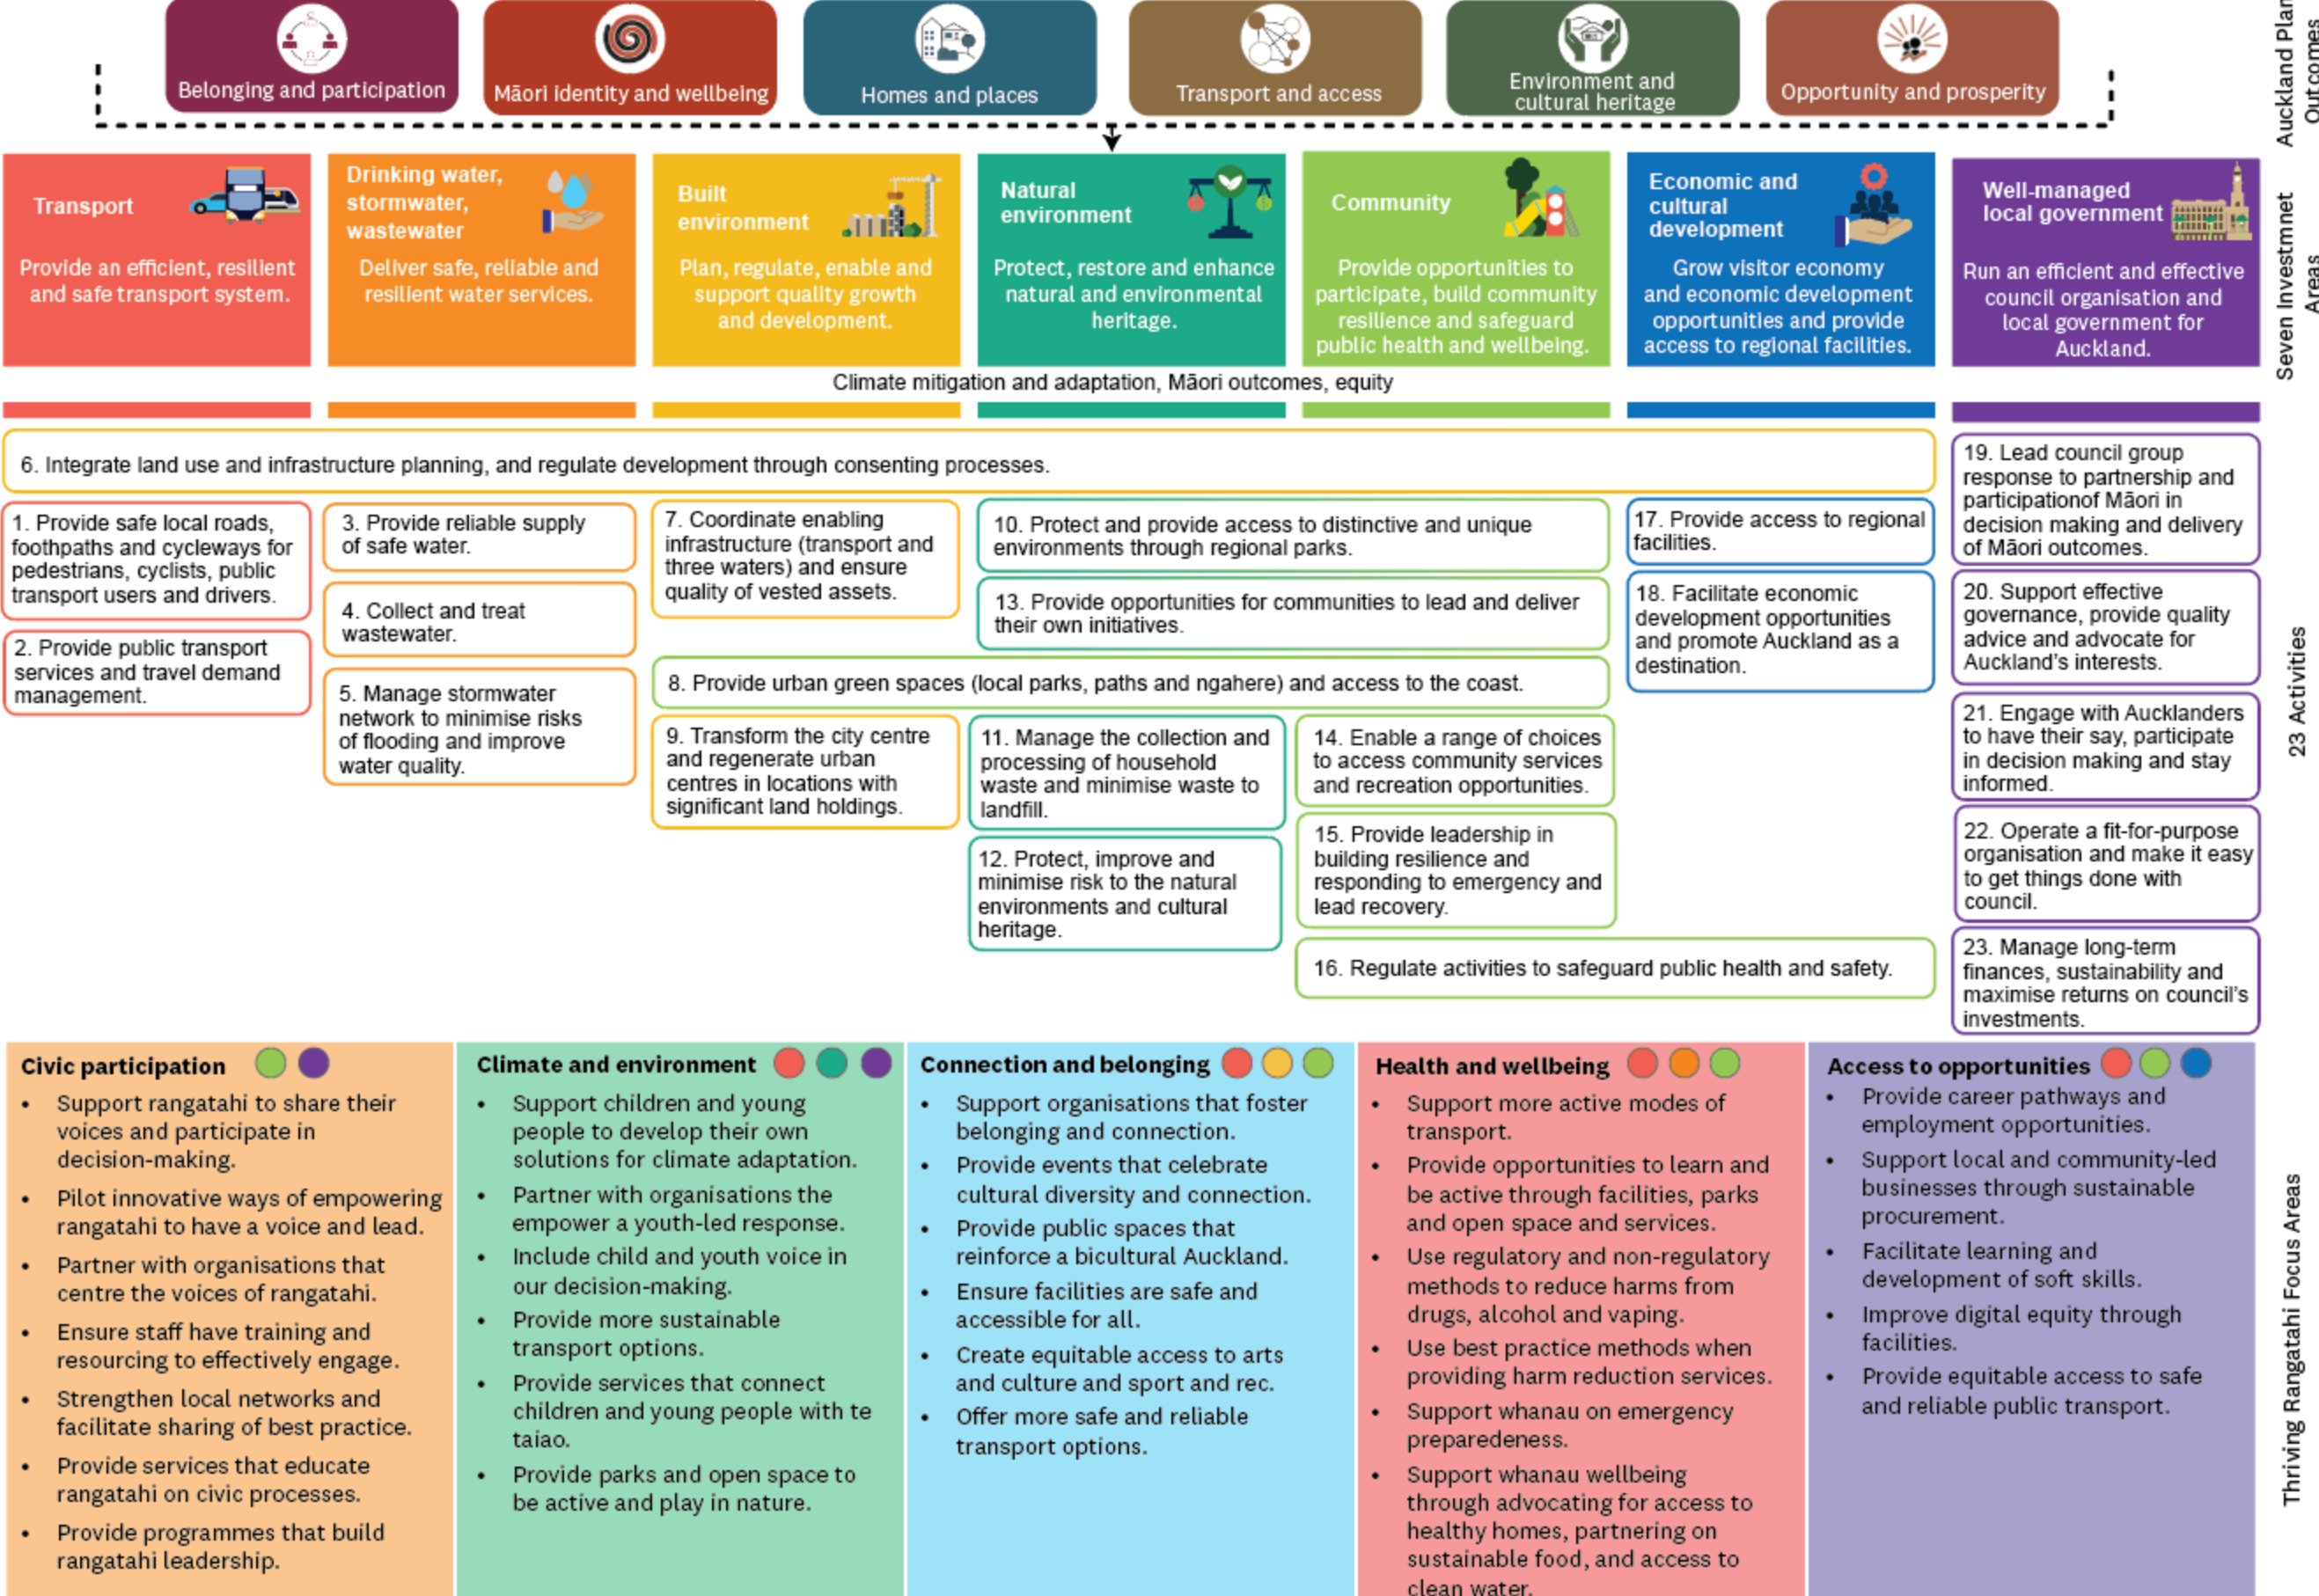 Belonging and participation
Māori identity and wellbeing
Homes and places
Transport and access
Environment and
cultural heritage
Opportunity and prosperity
Auckland Plan
Outcomes
Transport
Provide an efficient, resilient
and safe transport system.
Drinking water,
stormwater,
wastewater
Deliver safe, reliable and
resilient water services.
Built
environment
Plan, regulate, enable and
support quality growth
and development.
Natural
environment
Protect, restore and enhance
natural and environmental
heritage.
Community
Provide opportunities to
participate, build community
resilience and safeguard
public health and wellbeing.
Economic and
cultural
development
Grow visitor economy
and economic development
opportunities and provide
access to regional facilities.
Well-managed
local government
Run an efficient and effective
council organisation and
local government for
Auckland.
Seven Investmnet
Areas
Climate mitigation and adaptation, Māori outcomes, equity
6. Integrate land use and infrastructure planning, and regulate development through consenting processes.
1. Provide safe local roads,
foothpaths and cycleways for
pedestrians, cyclists, public
transport users and drivers.
2. Provide public transport
services and travel demand
management.
3. Provide reliable supply
of safe water.
4. Collect and treat
wastewater.
5. Manage stormwater
network to minimise risks
of flooding and improve
water quality.
7. Coordinate enabling
infrastructure (transport and
three waters) and ensure
quality of vested assets.
10. Protect and provide access to distinctive and unique
environments through regional parks.
13. Provide opportunities for communities to lead and deliver
their own initiatives.
8. Provide urban green spaces (local parks, paths and ngahere) and access to the coast.
9. Transform the city centre
and regenerate urban
centres in locations with
significant land holdings.
11. Manage the collection and
processing of household
waste and minimise waste to
landfill.
12. Protect, improve and
minimise risk to the natural
environments and cultural
heritage.
14. Enable a range of choices
to access community services
and recreation opportunities.
15. Provide leadership in
building resilience and
responding to emergency and
lead recovery.
16. Regulate activities to safeguard public health and safety.
17. Provide access to regional
facilities.
18. Facilitate economic
development opportunities
and promote Auckland as a
destination.
19. Lead council group
response to partnership and
participationof Māori in
decision making and delivery
of Māori outcomes.
20. Support effective
governance, provide quality
advice and advocate for
Auckland's interests.
21. Engage with Aucklanders
to have their say, participate
in decision making and stay
informed.
22. Operate a fit-for-purpose
organisation and make it easy
to get things done with
council.
23. Manage long-term
finances, sustainability and
maximise returns on council's
investments.
23 Activities
Civic participation
• Support rangatahi to share their
voices and participate in
decision-making.
• Pilot innovative ways of empowering
rangatahi to have a voice and lead.
• Partner with organisations that
centre the voices of rangatahi.
• Ensure staff have training and
resourcing to effectively engage.
• Strengthen local networks and
facilitate sharing of best practice.
• Provide services that educate
rangatahi on civic processes.
• Provide programmes that build
rangatahi leadership.
Climate and environment
• Support children and young
people to develop their own
solutions for climate adaptation.
• Partner with organisations the
empower a youth-led response.
• Include child and youth voice in
our decision-making.
• Provide more sustainable
transport options.
• Provide services that connect
children and young people with te
taiao.
• Provide parks and open space to
be active and play in nature.
Connection and belonging
• Support organisations that foster
belonging and connection.
• Provide events that celebrate
cultural diversity and connection.
• Provide public spaces that
reinforce a bicultural Auckland.
• Ensure facilities are safe and
accessible for all.
• Create equitable access to arts
and culture and sport and rec.
• Offer more safe and reliable
transport options.
Health and wellbeing
• Support more active modes of
transport.
• Provide opportunities to learn and
be active through facilities, parks
and open space and services.
• Use regulatory and non-regulatory
methods to reduce harms from
drugs, alcohol and vaping.
• Use best practice methods when
providing harm reduction services.
• Support whanau on emergency
preparedeness.
• Support whanau wellbeing
through advocating for access to
healthy homes, partnering on
sustainable food, and access to
clean water.
Access to opportunities
• Provide career pathways and
employment opportunities.
• Support local and community-led
businesses through sustainable
procurement.
• Facilitate learning and
development of soft skills.
• Improve digital equity through
facilities.
• Provide equitable access to safe
and reliable public transport.
Thriving Rangatahi Focus Areas